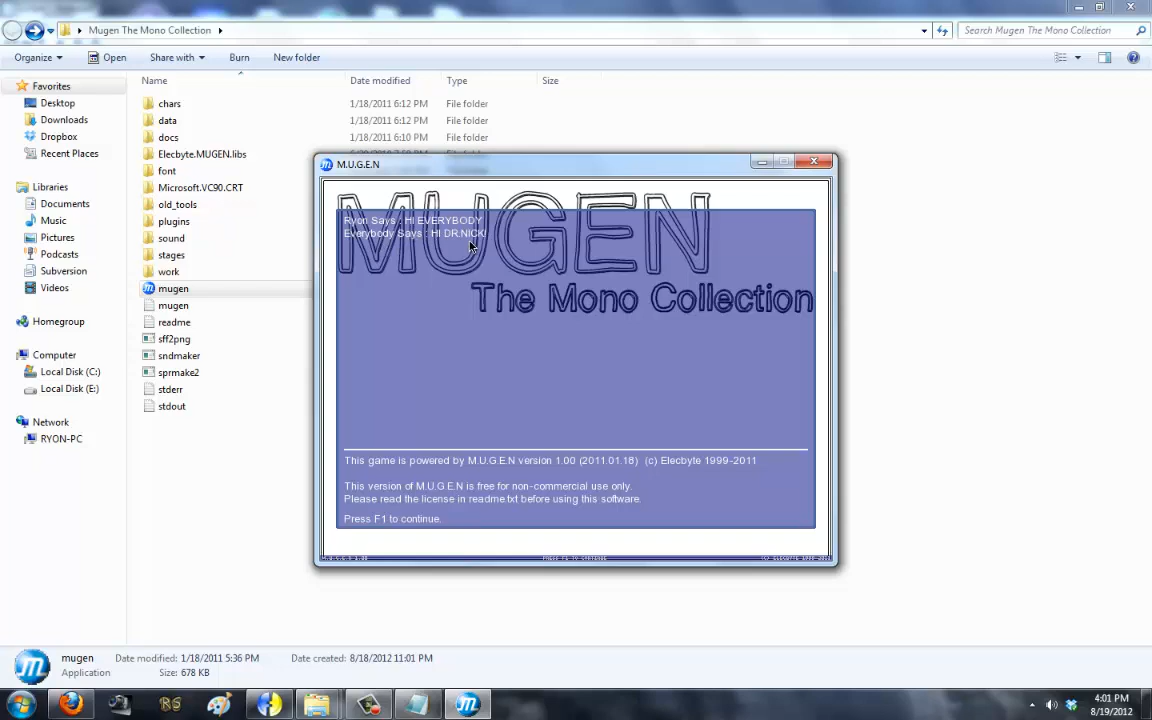 Mugen The Mono Collection
Search Mugen The Mono Collection
Organize Open Share with Burn New folder
Name Date modified Type Size
Favorites
Desktop
Downloads
Dropbox
Recent Places
Libraries
Documents
Music
Pictures
Podcasts
Subversion
Videos
Homegroup
Computer
Local Disk (C:)
Local Disk (E:)
Network
RYON-PC
chars 1/18/2011 6:12 PM File folder
data 1/18/2011 6:12 PM File folder
docs 1/18/2011 6:10 PM File folder
Elecbyte.MUGEN.libs
font
Microsoft.VC90.CRT
old_tools
plugins
sound
stages
work
mugen
mugen
readme
sff2png
sndmaker
sprmake2
stderr
stdout
M.U.G.E.N
MUGEN
The Mono Collection
Ryon Says : HI EVERYBODY
Everybody Says : HI DR.NICK!
This game is powered by M.U.G.E.N version 1.00 (2011.01.18) (c) Elecbyte 1999-2011
This version of M.U.G.E.N is free for non-commercial use only.
Please read the license in readme.txt before using this software.
Press F1 to continue.
mugen Date modified: 1/18/2011 5:36 PM Date created: 8/18/2012 11:01 PM
Application Size: 678 KB
4:01 PM
8/19/2012